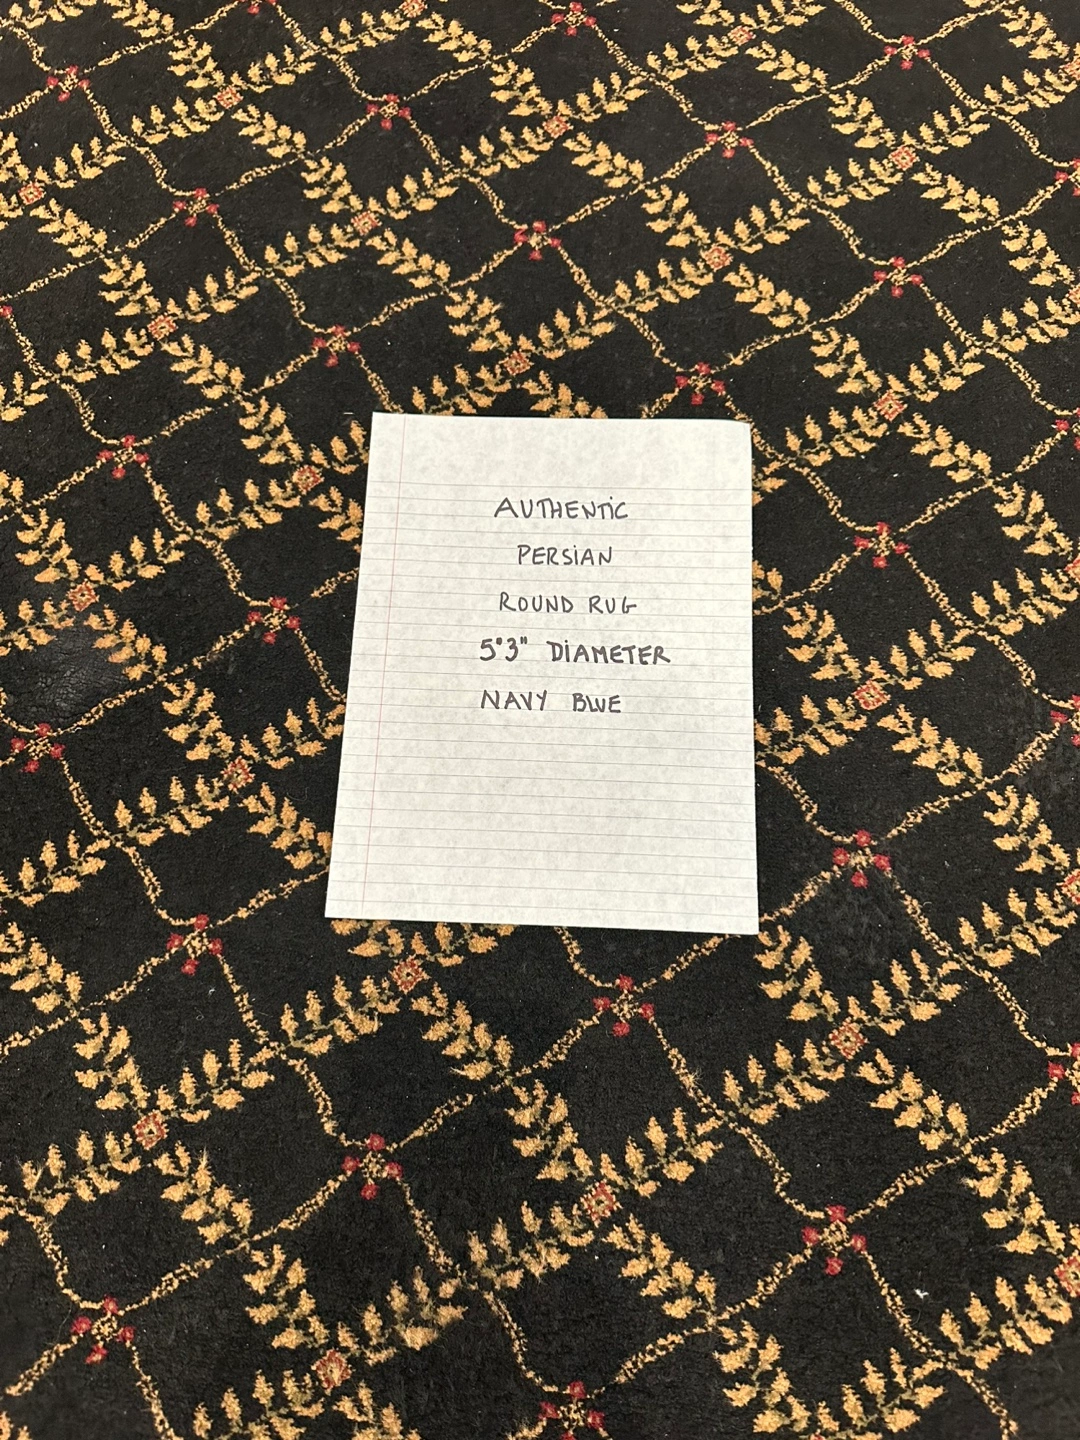 AUTHENTIC
PERSIAN
ROUND RUG
5'3" DIAMETER
NAVY BLUE